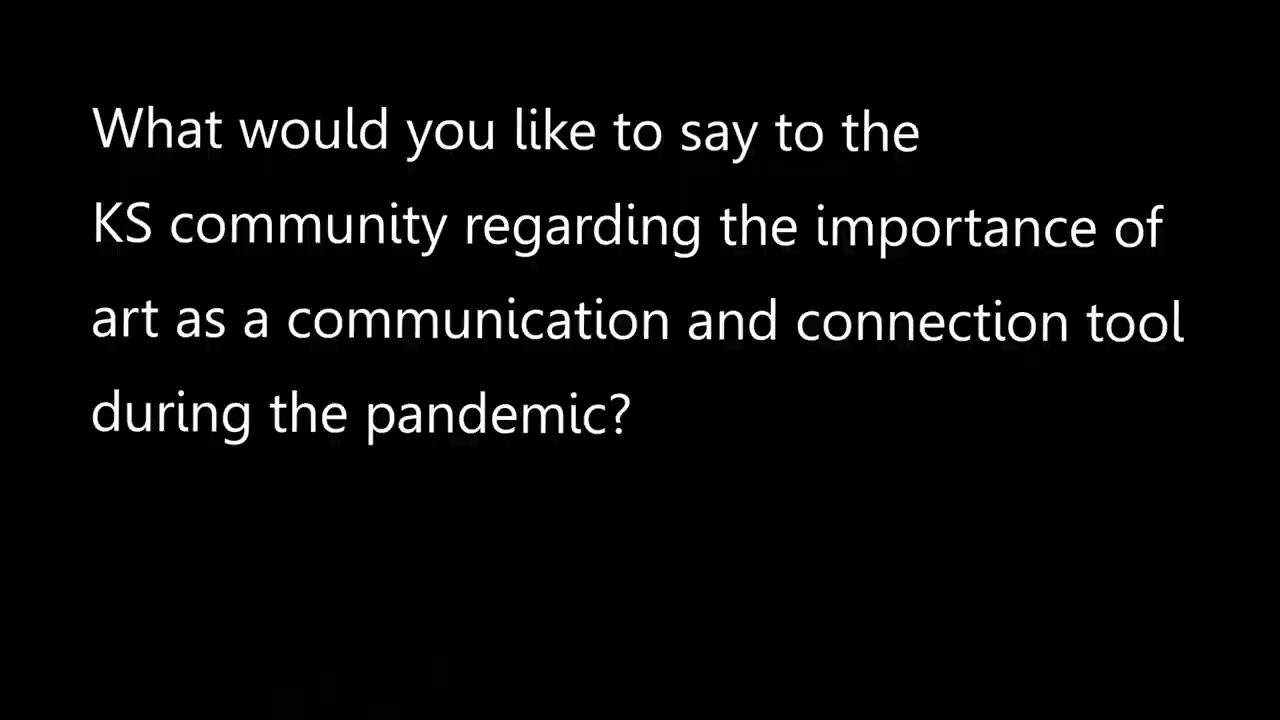 What would you like to say to the
KS community regarding the importance of
art as a communication and connection tool
during the pandemic?